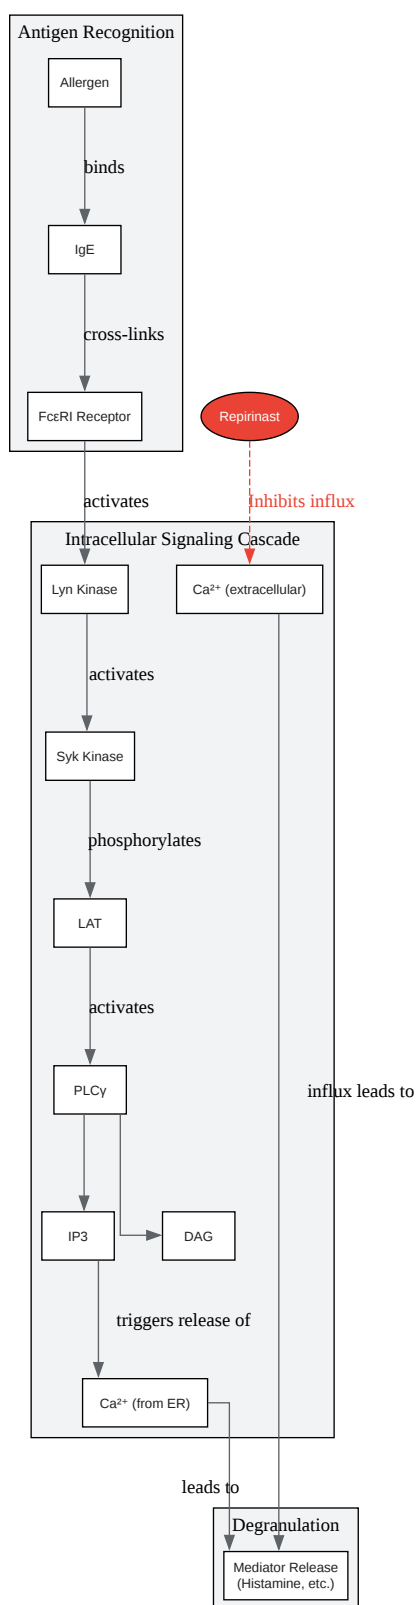 Antigen Recognition
Allergen
binds
IgE
cross-links
FcεRI Receptor
Repirinast
activates
Inhibits influx
Intracellular Signaling Cascade
Lyn Kinase
Ca²⁺ (extracellular)
activates
Syk Kinase
phosphorylates
LAT
activates
PLCγ
influx leads to
IP3
DAG
triggers release of
Ca²⁺ (from ER)
leads to
Degranulation
Mediator Release
(Histamine, etc.)